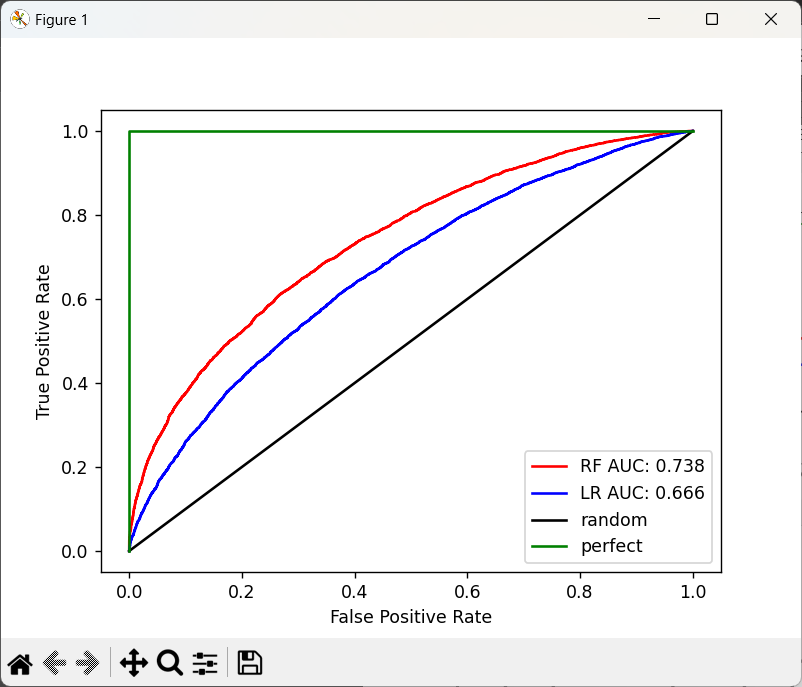 Figure 1
True Positive Rate
1.0
0.8
0.6
0.4
0.2
0.0
RF AUC: 0.738
LR AUC: 0.666
random
perfect
0.0 0.2 0.4 0.6 0.8 1.0
False Positive Rate